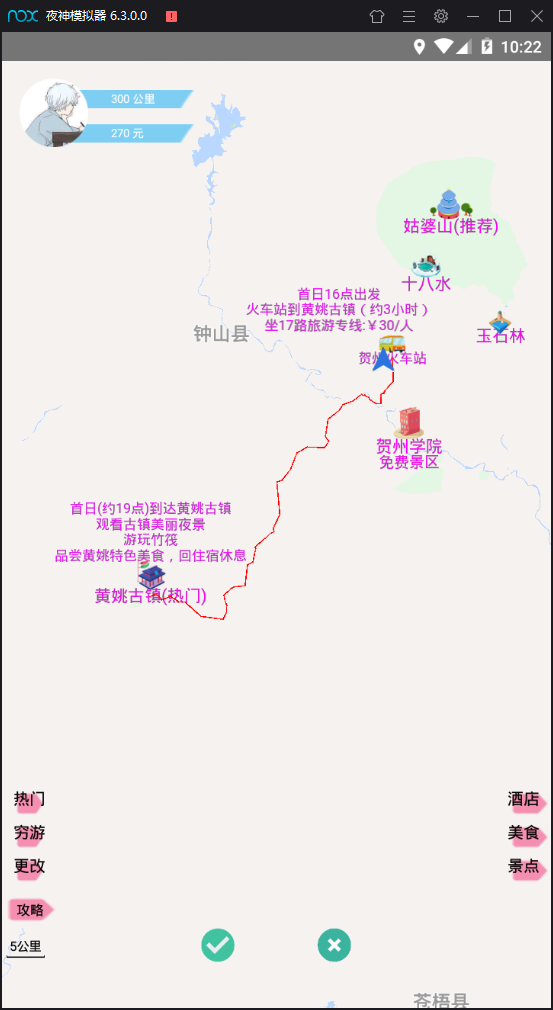 nox 夜神模拟器 6.3.0.0
10:22
300 公里
270 元
姑婆山(推荐)
十八水
首日16点出发
火车站到黄姚古镇（约3小时）
坐17路旅游专线:￥30/人
玉石林
钟山县
贺州火车站
贺州学院
免费景区
首日(约19点)到达黄姚古镇
观看古镇美丽夜景
游玩竹筏
品尝黄姚特色美食，回住宿休息
黄姚古镇(热门)
热门
酒店
穷游
美食
更改
景点
攻略
5公里
苍梧县